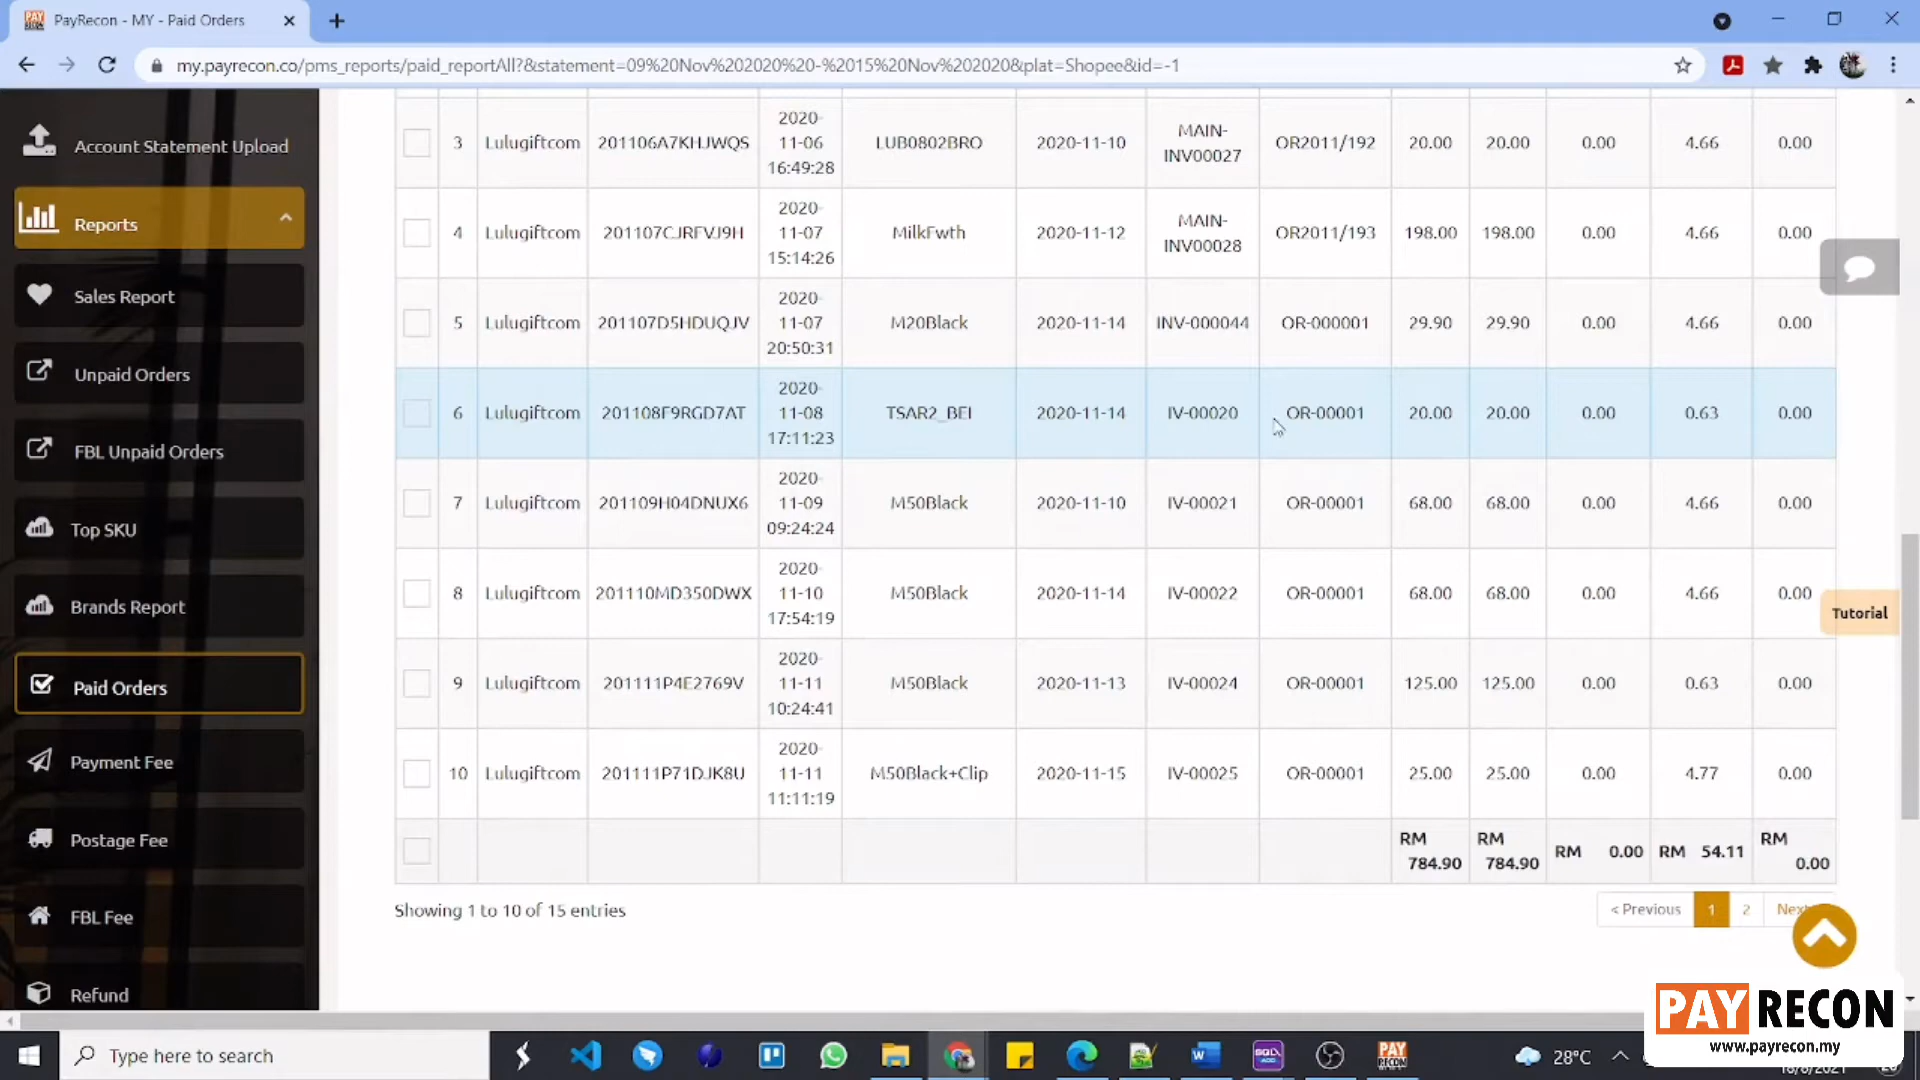 PayRecon - MY - Paid Orders
my.payrecon.co/pms_reports/paid_reportAll?&statement=09%20Nov%202020%20-%2015%20Nov%202020&plat=Shopee&id=-1
Account Statement Upload
Reports
Sales Report
Unpaid Orders
FBL Unpaid Orders
Top SKU
Brands Report
Paid Orders
Payment Fee
Postage Fee
FBL Fee
Refund
3 Lulugiftcom 201106A7KHJWQS 2020-11-06 16:49:28 LUB0802BRO 2020-11-10 MAIN-INV00027 OR2011/192 20.00 20.00 0.00 4.66 0.00
4 Lulugiftcom 201107CJRFVJ9H 2020-11-07 15:14:26 MilkFwth 2020-11-12 MAIN-INV00028 OR2011/193 198.00 198.00 0.00 4.66 0.00
5 Lulugiftcom 201107D5HDUQJV 2020-11-07 20:50:31 M20Black 2020-11-14 INV-000044 OR-000001 29.90 29.90 0.00 4.66 0.00
6 Lulugiftcom 201108F9RGD7AT 2020-11-08 17:11:23 TSAR2_BEI 2020-11-14 IV-00020 OR-00001 20.00 20.00 0.00 0.63 0.00
7 Lulugiftcom 201109H04DNUX6 2020-11-09 09:24:24 M50Black 2020-11-10 IV-00021 OR-00001 68.00 68.00 0.00 4.66 0.00
8 Lulugiftcom 201110MD350DWX 2020-11-10 17:54:19 M50Black 2020-11-14 IV-00022 OR-00001 68.00 68.00 0.00 4.66 0.00
9 Lulugiftcom 201111P4E2769V 2020-11-11 10:24:41 M50Black 2020-11-13 IV-00024 OR-00001 125.00 125.00 0.00 0.63 0.00
10 Lulugiftcom 201111P71DJK8U 2020-11-11 11:11:19 M50Black+Clip 2020-11-15 IV-00025 OR-00001 25.00 25.00 0.00 4.77 0.00
RM 784.90 RM 784.90 RM 0.00 RM 54.11 RM 0.00
Showing 1 to 10 of 15 entries
< Previous 1 2 Next
Tutorial
PAY RECON
www.payrecon.my
Type here to search
28°C